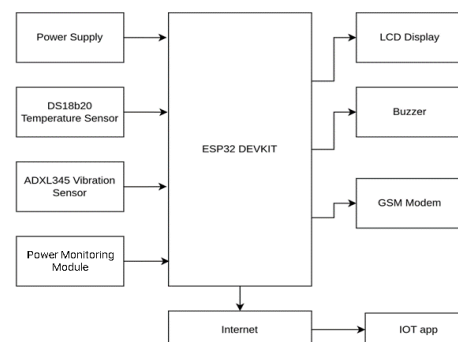 Power Supply
LCD Display
DS18b20
Temperature Sensor
Buzzer
ESP32 DEVKIT
ADXL345 Vibration
Sensor
GSM Modem
Power Monitoring
Module
Internet
IOT app